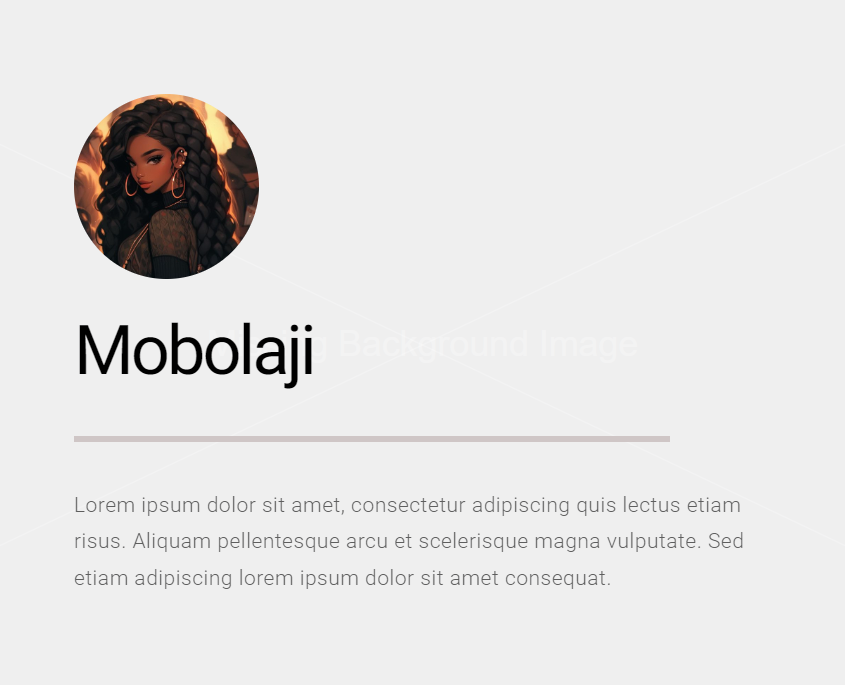 Mobolaji
Background Image
Lorem ipsum dolor sit amet, consectetur adipiscing quis lectus etiam
risus. Aliquam pellentesque arcu et scelerisque magna vulputate. Sed
etiam adipiscing lorem ipsum dolor sit amet consequat.